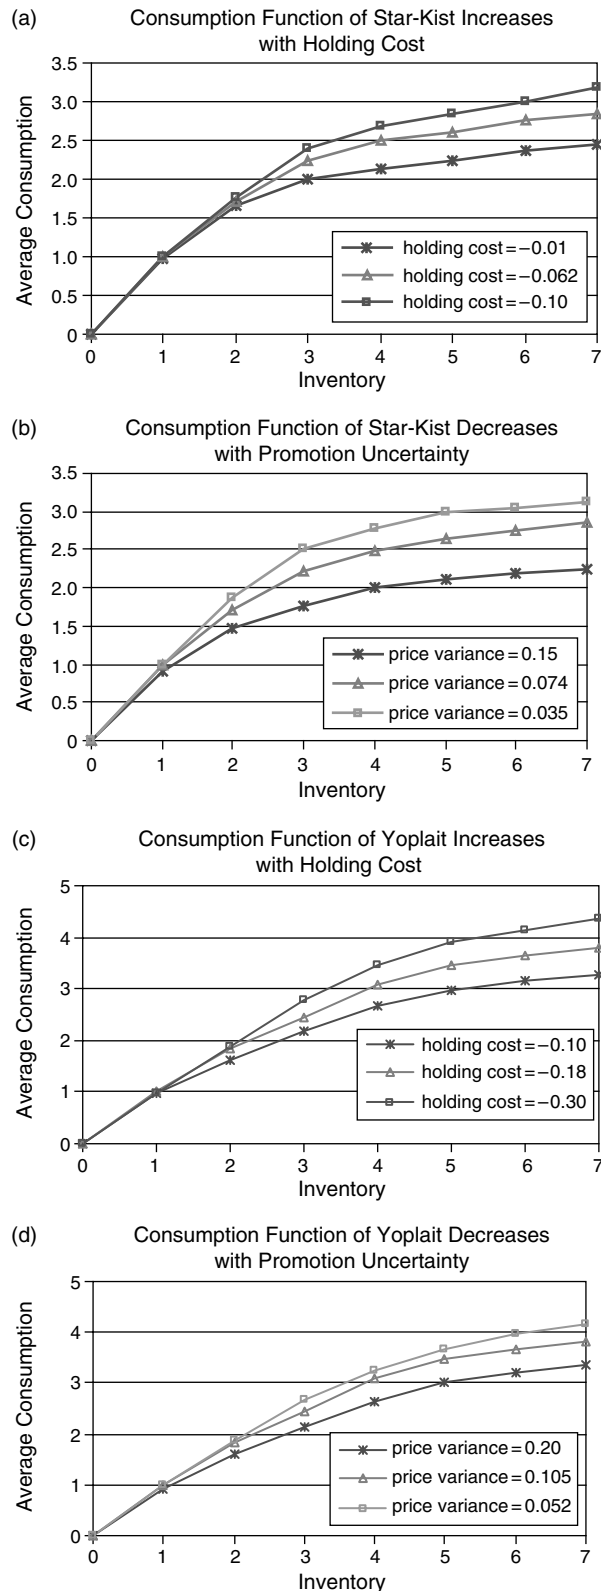 (a)
Consumption Function of Star-Kist Increases
with Holding Cost
3.5
3.0
2.5
2.0
1.5
1.0
0.5
0
Average Consumption
holding cost=−0.01
holding cost=−0.062
holding cost=−0.10
0 1 2 3 4 5 6 7
Inventory
(b)
Consumption Function of Star-Kist Decreases
with Promotion Uncertainty
3.5
3.0
2.5
2.0
1.5
1.0
0.5
0
Average Consumption
price variance=0.15
price variance=0.074
price variance=0.035
0 1 2 3 4 5 6 7
Inventory
(c)
Consumption Function of Yoplait Increases
with Holding Cost
5
4
3
2
1
0
Average Consumption
holding cost=−0.10
holding cost=−0.18
holding cost=−0.30
0 1 2 3 4 5 6 7
Inventory
(d)
Consumption Function of Yoplait Decreases
with Promotion Uncertainty
5
4
3
2
1
0
Average Consumption
price variance=0.20
price variance=0.105
price variance=0.052
0 1 2 3 4 5 6 7
Inventory